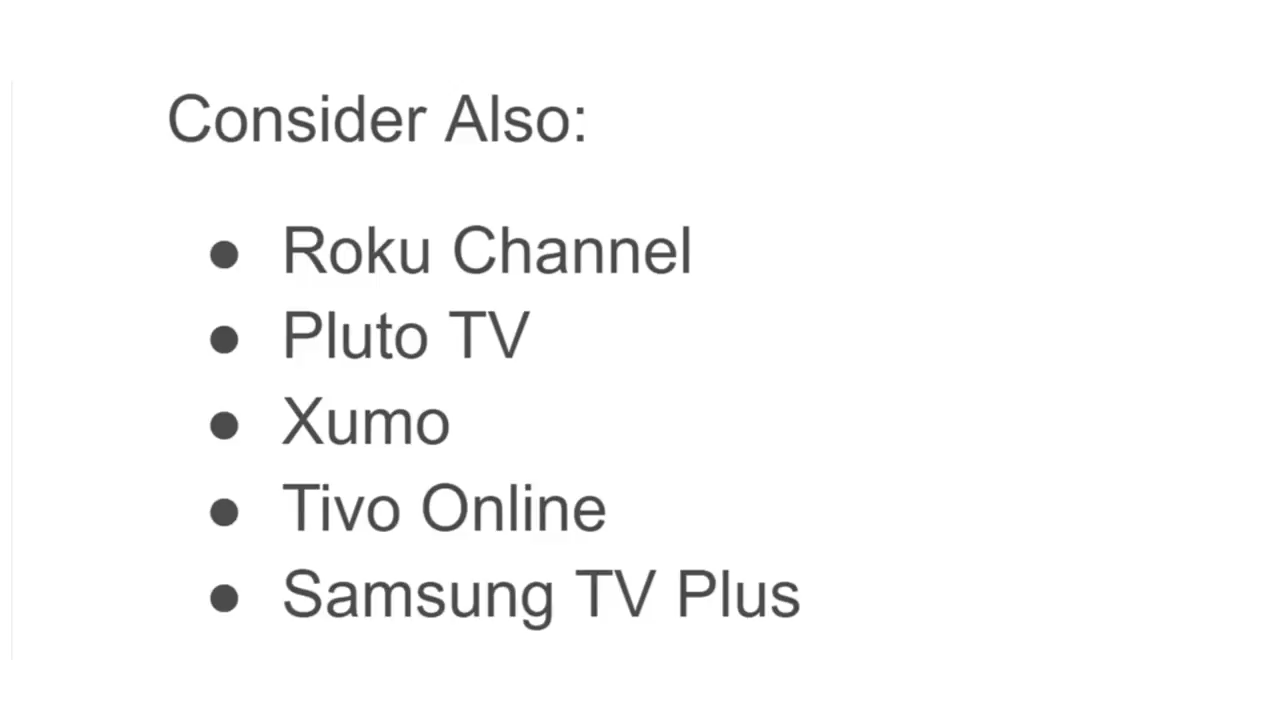 Consider Also:
● Roku Channel
● Pluto TV
● Xumo
● Tivo Online
● Samsung TV Plus